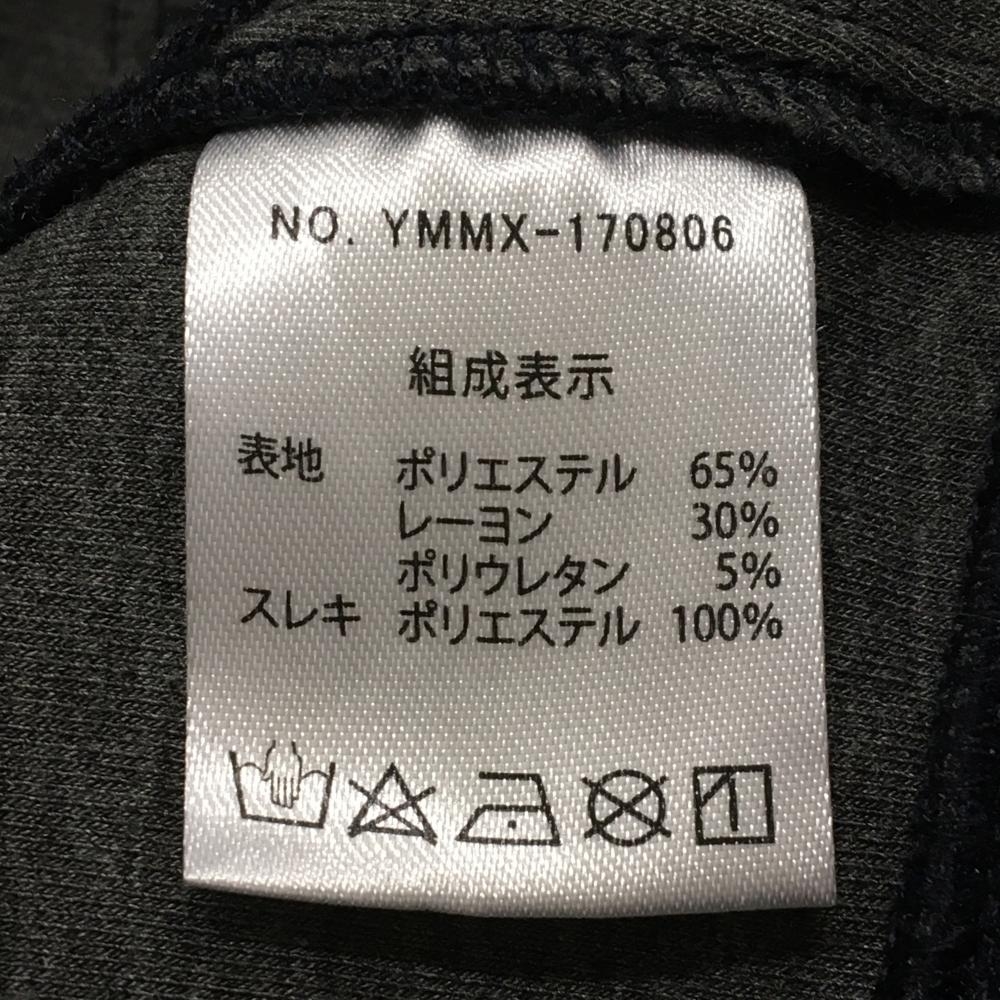 NO. YMMX-170806
組成表示
表地 ポリエステル 65%
レーヨン 30%
ポリウレタン 5%
スレキ ポリエステル 100%